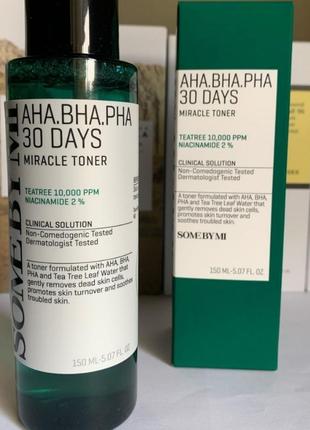 SOME BY MI
AHA.BHA.PHA
30 DAYS
MIRACLE TONER
TEATREE 10,000 PPM
NIACINAMIDE 2 %
CLINICAL SOLUTION
Non-Comedogenic Tested
Dermatologist Tested
A toner formulated with AHA, BHA,
PHA and Tea Tree Leaf Water that
gently removes dead skin cells,
promotes skin turnover and soothes
troubled skin.
150 ML-5.07 FL. OZ
AHA.BHA.PHA
30 DAYS
MIRACLE TONER
TEATREE 10,000 PPM
NIACINAMIDE 2 %
CLINICAL SOLUTION
Non-Comedogenic Tested
Dermatologist Tested
A toner formulated with AHA, BHA,
PHA and Tea Tree Leaf Water that
gently removes dead skin cells,
promotes skin turnover and
soothes troubled skin.
SOME BY MI
150 ML-5.07 FL. OZ